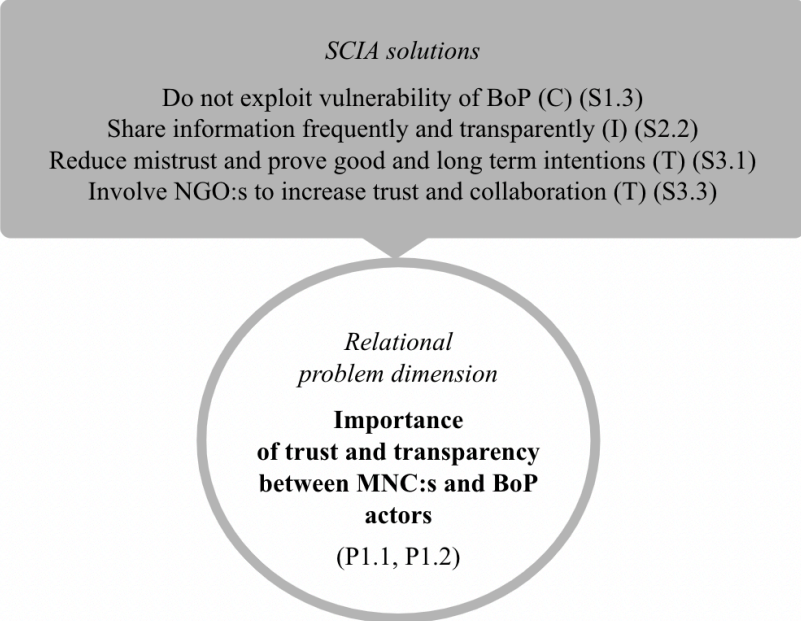 SCIA solutions
Do not exploit vulnerability of BoP (C) (S1.3)
Share information frequently and transparently (I) (S2.2)
Reduce mistrust and prove good and long term intentions (T) (S3.1)
Involve NGO:s to increase trust and collaboration (T) (S3.3)
Relational
problem dimension
Importance
of trust and transparency
between MNC:s and BoP
actors
(P1.1, P1.2)